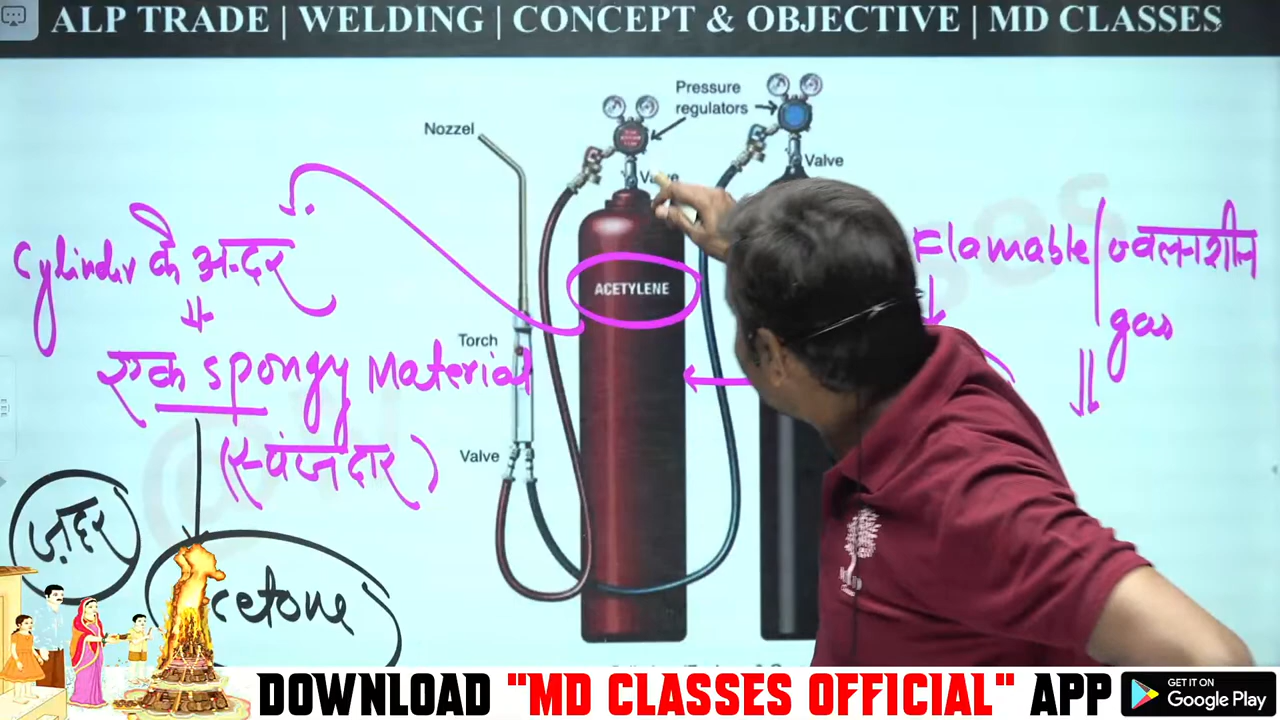 ALP TRADE | WELDING | CONCEPT & OBJECTIVE | MD CLASSES
Pressure
regulators
Nozzel
Valve
Valve
Cylinder के अन्दर
Flamable/ज्वलनशील
gas
ACETYLENE
Torch
एक spongy Material
(स्पंजदार)
Valve
ज़हर
cetone
DOWNLOAD "MD CLASSES OFFICIAL" APP
GET IT ON
Google Play